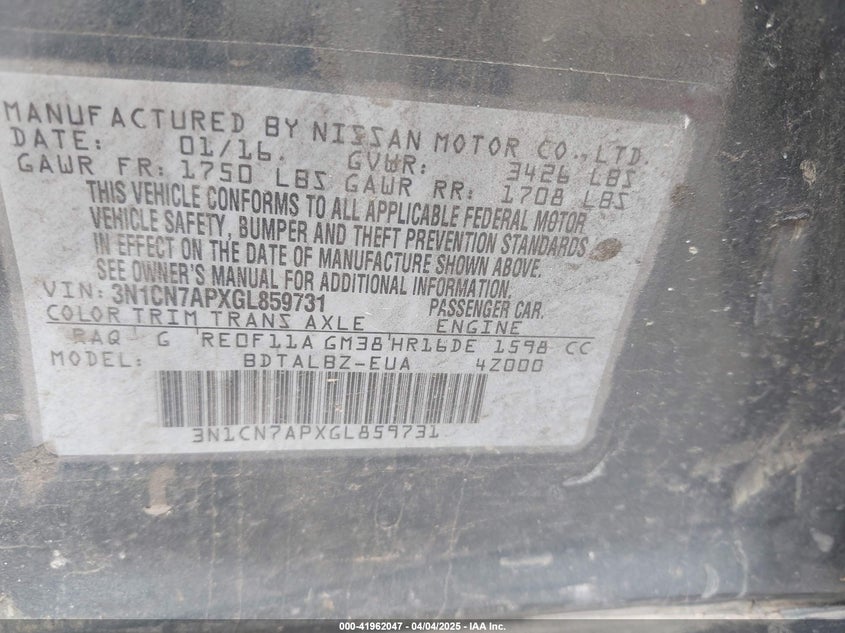 MANUFACTURED BY NISSAN MOTOR CO., LTD.
DATE: 01/16. GVWR: 3426 LBS
GAWR FR: 1750 LBS GAWR RR: 1708 LBS
THIS VEHICLE CONFORMS TO ALL APPLICABLE FEDERAL MOTOR
VEHICLE SAFETY, BUMPER AND THEFT PREVENTION STANDARDS
IN EFFECT ON THE DATE OF MANUFACTURE SHOWN ABOVE.
SEE OWNER'S MANUAL FOR ADDITIONAL INFORMATION.
VIN: 3N1CN7APXGL859731 PASSENGER CAR.
COLOR TRIM TRANS AXLE ENGINE
RAQ G RE0F11A GM38 HR16DE 1598 CC
MODEL: BDTALBZ-EUA 4Z000
3N1CN7APXGL859731
000-41962047 - 04/04/2025 - IAA Inc.